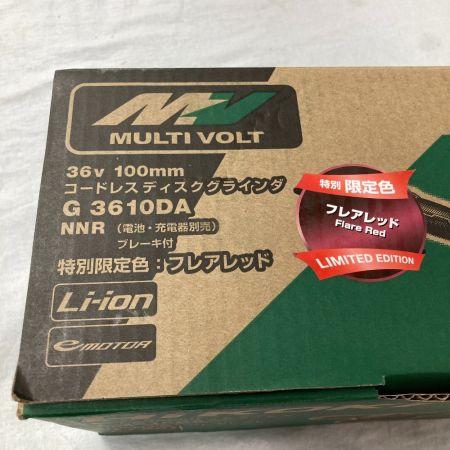 MV
MULTI VOLT
36v 100mm
コードレスディスクグラインダ
G 3610DA
NNR (電池・充電器別売)
ブレーキ付
特別限定色：フレアレッド
Li-ion
e MOTOR
特別 限定色
フレアレッド
Flare Red
LIMITED EDITION